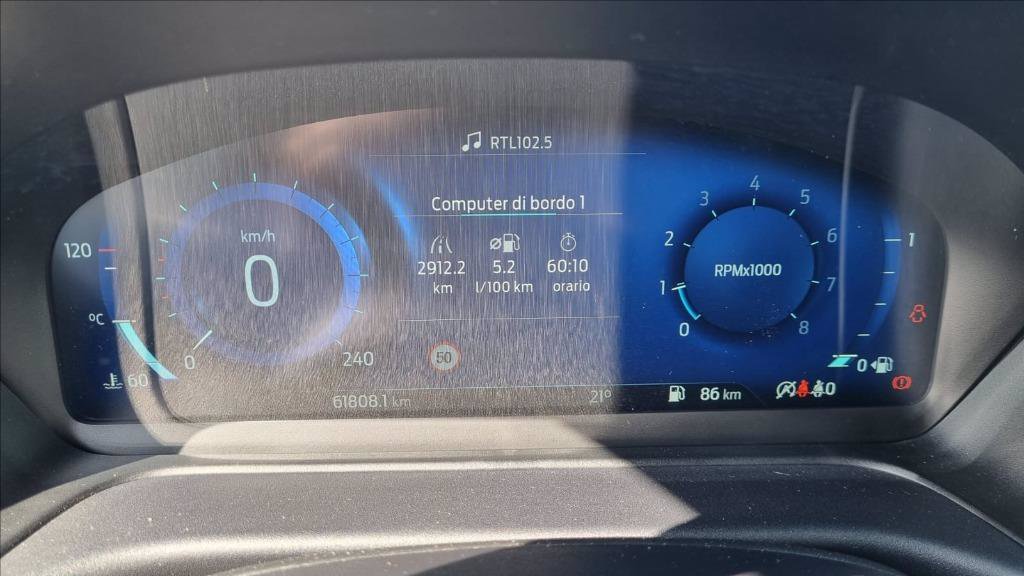 RTL102.5
Computer di bordo 1
2912.2 5.2 60:10
km l/100 km orario
km/h
0
0 240
120
°C
60
50
61808.1 km 21° 86 km
0 1 2 3 4 5 6 7 8
RPMx1000
1
0
0